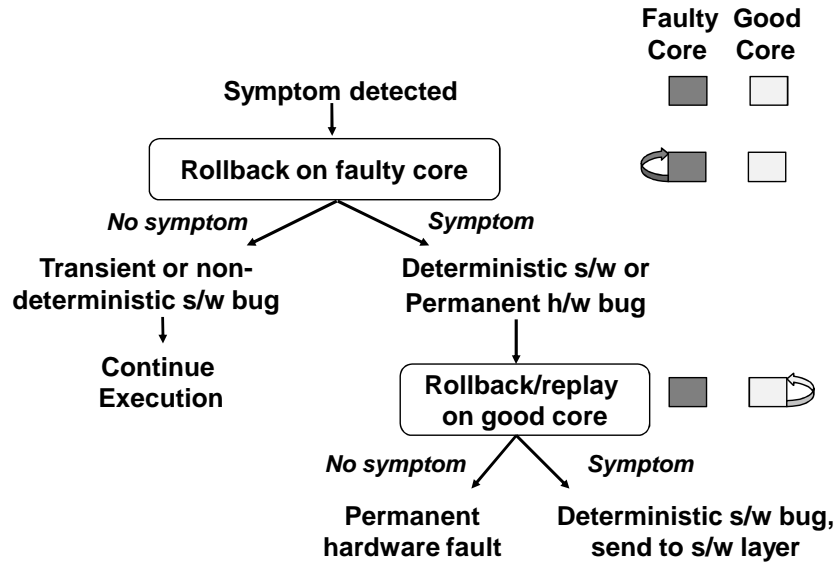 Faulty Good
Core Core
Symptom detected
Rollback on faulty core
No symptom
Symptom
Transient or non-
deterministic s/w bug
Deterministic s/w or
Permanent h/w bug
Continue
Execution
Rollback/replay
on good core
No symptom
Symptom
Permanent
hardware fault
Deterministic s/w bug,
send to s/w layer